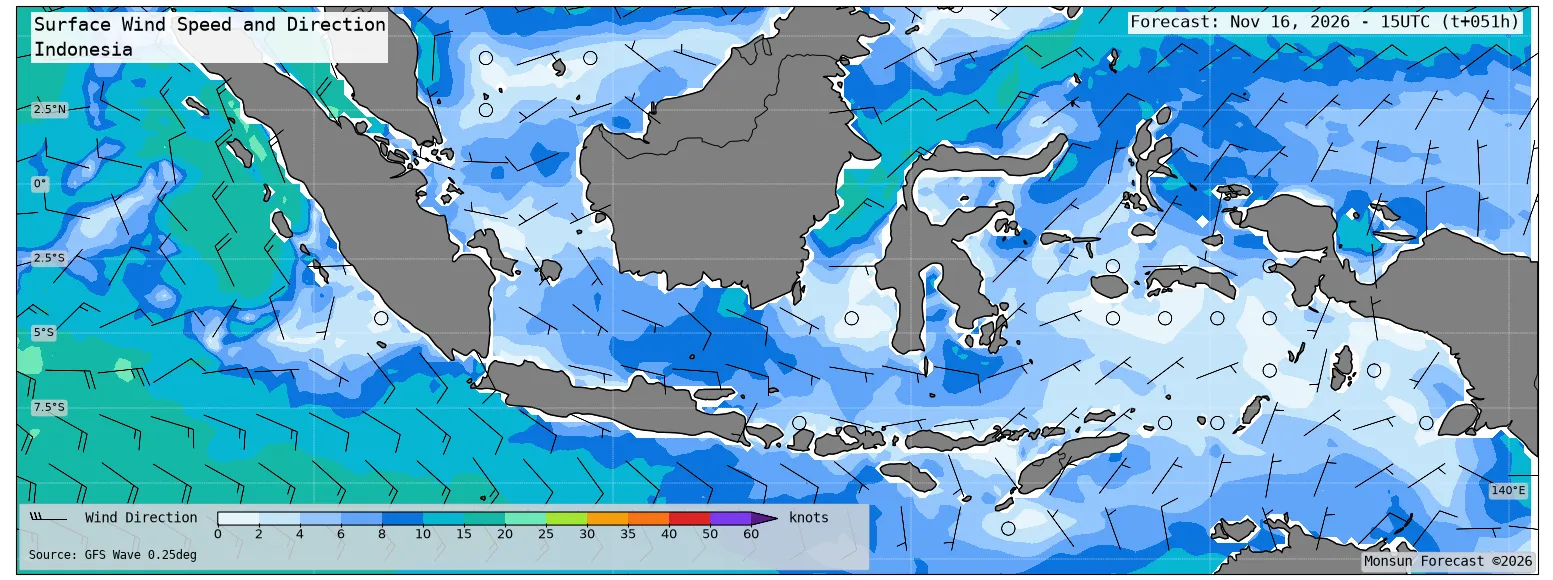 Surface Wind Speed and Direction
Indonesia
Forecast: Nov 16, 2026 - 15UTC (t+051h)
2.5°N
0°
2.5°S
5°S
7.5°S
140°E
Wind Direction
0 2 4 6 8 10 15 20 25 30 35 40 50 60
knots
Source: GFS Wave 0.25deg
Monsun Forecast ©2026